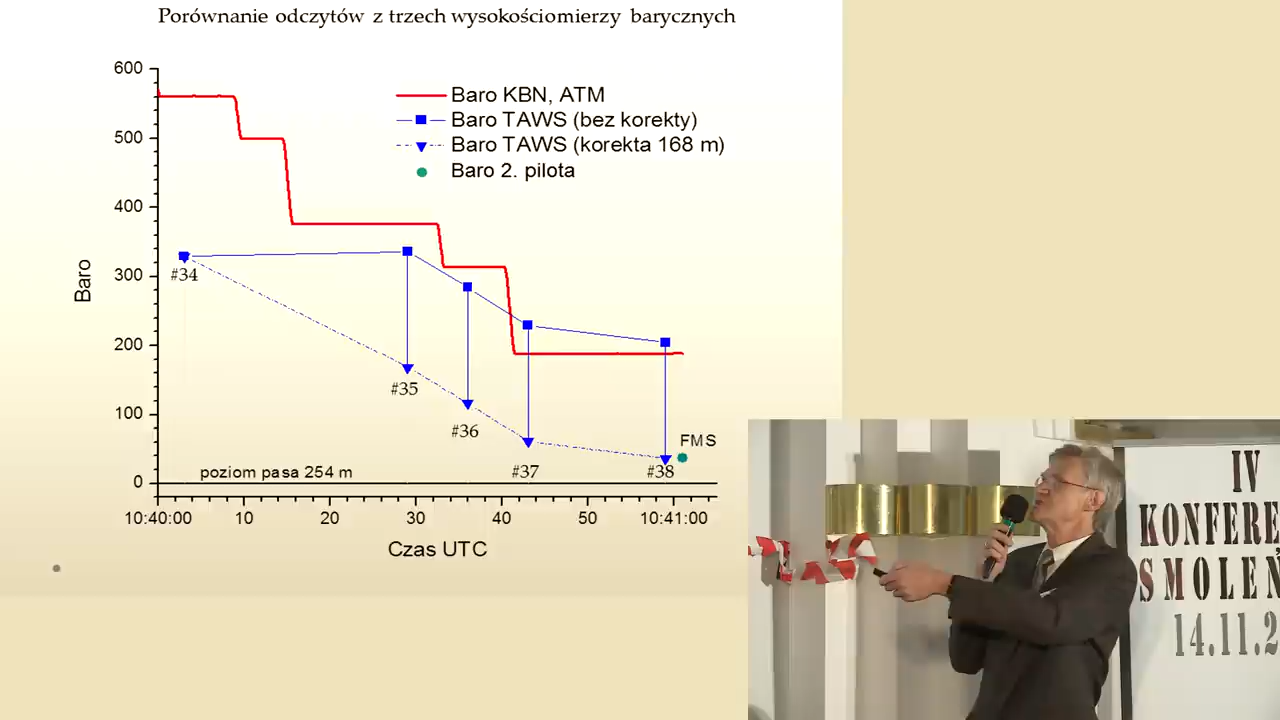 Porównanie odczytów z trzech wysokościomierzy barycznych
600
500
400
300
200
100
0
Baro
Baro KBN, ATM
Baro TAWS (bez korekty)
Baro TAWS (korekta 168 m)
Baro 2. pilota
#34
#35
#36
#37
#38
FMS
poziom pasa 254 m
10:40:00 10 20 30 40 50 10:41:00
Czas UTC
IV
KONFERE
SMOLEŃ
14.11.2